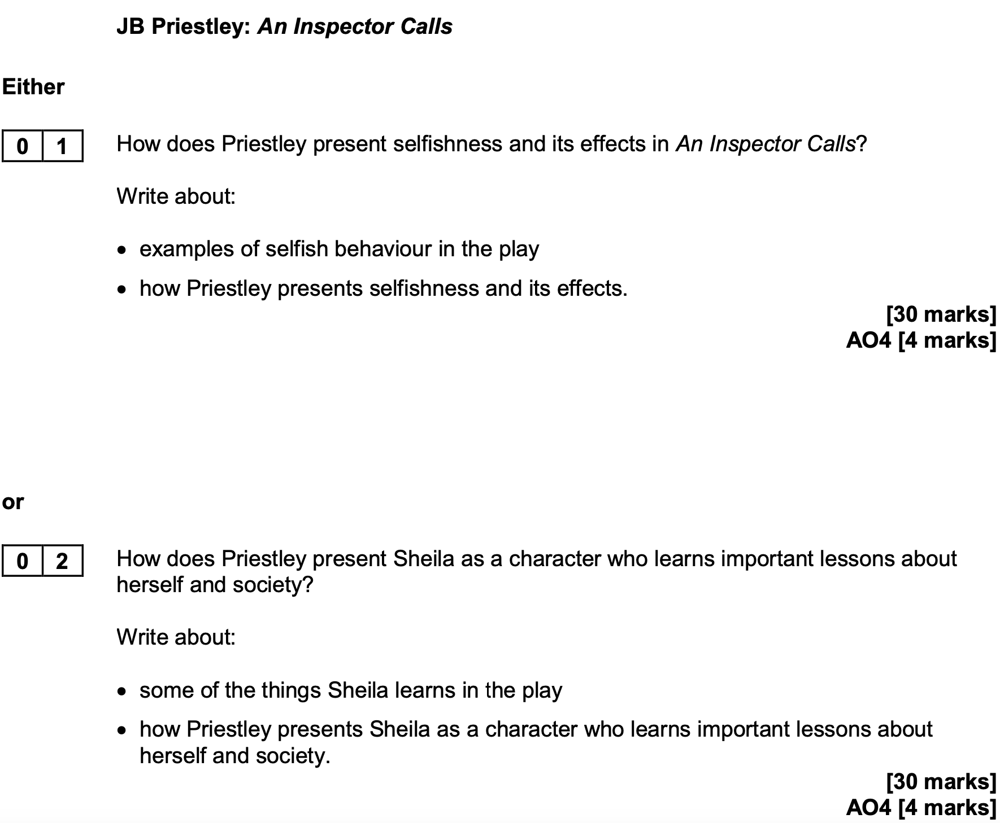 JB Priestley: An Inspector Calls
Either
0 1 How does Priestley present selfishness and its effects in An Inspector Calls?
Write about:
• examples of selfish behaviour in the play
• how Priestley presents selfishness and its effects.
[30 marks]
AO4 [4 marks]
or
0 2 How does Priestley present Sheila as a character who learns important lessons about
herself and society?
Write about:
• some of the things Sheila learns in the play
• how Priestley presents Sheila as a character who learns important lessons about
herself and society.
[30 marks]
AO4 [4 marks]